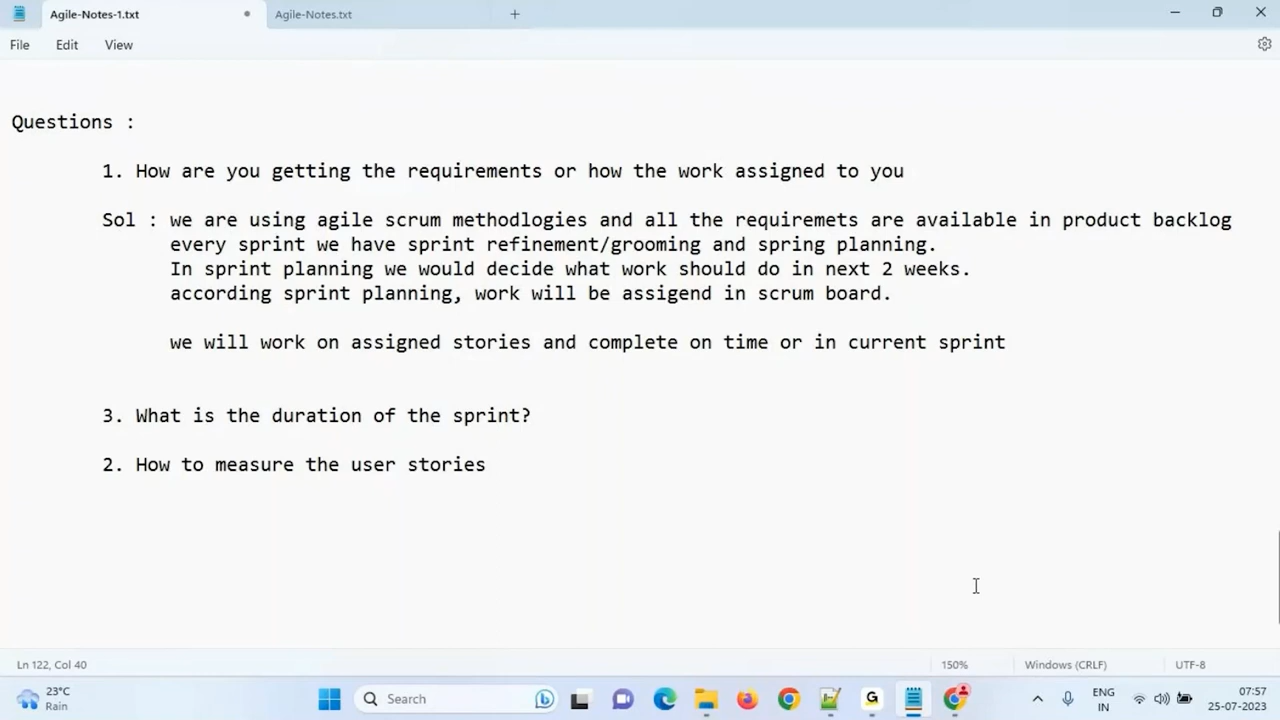 Agile-Notes-1.txt
Agile-Notes.txt
File Edit View
Questions :
1. How are you getting the requirements or how the work assigned to you
Sol : we are using agile scrum methodlogies and all the requiremets are available in product backlog
every sprint we have sprint refinement/grooming and spring planning.
In sprint planning we would decide what work should do in next 2 weeks.
according sprint planning, work will be assigend in scrum board.
we will work on assigned stories and complete on time or in current sprint
3. What is the duration of the sprint?
2. How to measure the user stories
Ln 122, Col 40
150%
Windows (CRLF)
UTF-8
23°C
Rain
Search
G
ENG
IN
07:57
25-07-2023